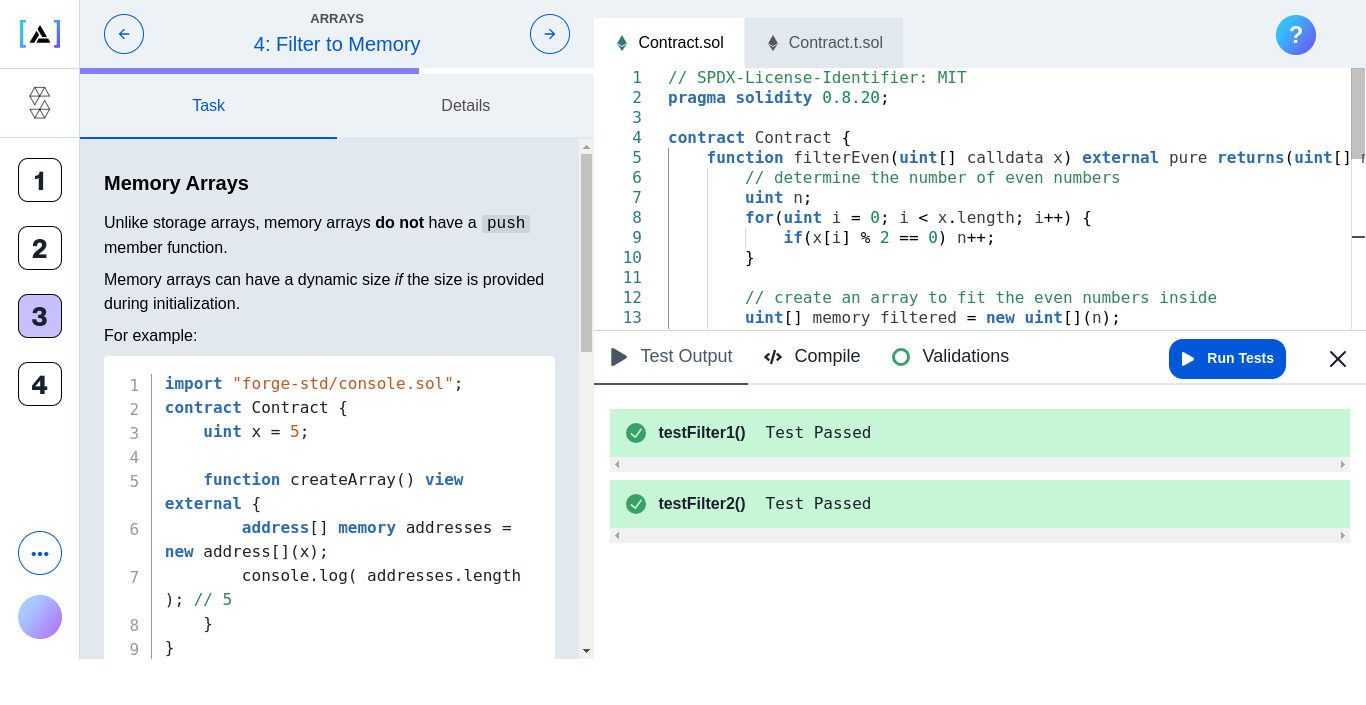 ARRAYS
4: Filter to Memory
Task
Details
1
2
3
4
Memory Arrays
Unlike storage arrays, memory arrays do not have a push
member function.
Memory arrays can have a dynamic size if the size is provided
during initialization.
For example:
1 import "forge-std/console.sol";
2 contract Contract {
3 uint x = 5;
4
5 function createArray() view
external {
6 address[] memory addresses =
new address[](x);
7 console.log( addresses.length
); // 5
8 }
9 }
Contract.sol
Contract.t.sol
?
1 // SPDX-License-Identifier: MIT
2 pragma solidity 0.8.20;
3
4 contract Contract {
5 function filterEven(uint[] calldata x) external pure returns(uint[]
6 // determine the number of even numbers
7 uint n;
8 for(uint i = 0; i < x.length; i++) {
9 if(x[i] % 2 == 0) n++;
10 }
11
12 // create an array to fit the even numbers inside
13 uint[] memory filtered = new uint[](n);
Test Output
Compile
Validations
Run Tests
testFilter1() Test Passed
testFilter2() Test Passed